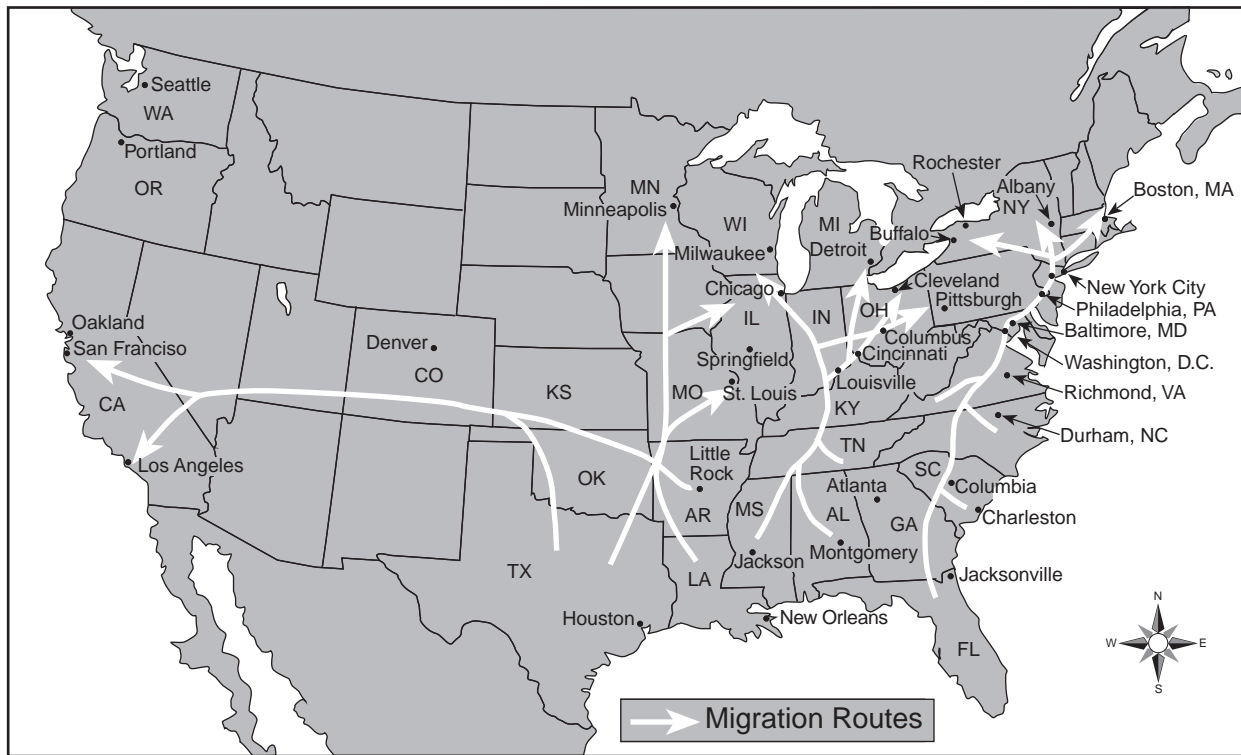 Seattle
WA
Portland
OR
MN
Minneapolis
WI
Milwaukee
MI
Detroit
Rochester
Albany
NY
Buffalo
Boston, MA
Chicago
Cleveland
Pittsburgh
New York City
Philadelphia, PA
Baltimore, MD
Washington, D.C.
Richmond, VA
Durham, NC
Oakland
San Franciso
CA
Los Angeles
Denver
CO
KS
MO
IL
Springfield
St. Louis
IN
OH
Columbus
Cincinnati
Louisville
KY
TN
OK
Little
Rock
AR
MS
Jackson
AL
Montgomery
Atlanta
GA
SC
Columbia
Charleston
TX
LA
Houston
New Orleans
Jacksonville
FL
N
W
E
S
Migration Routes